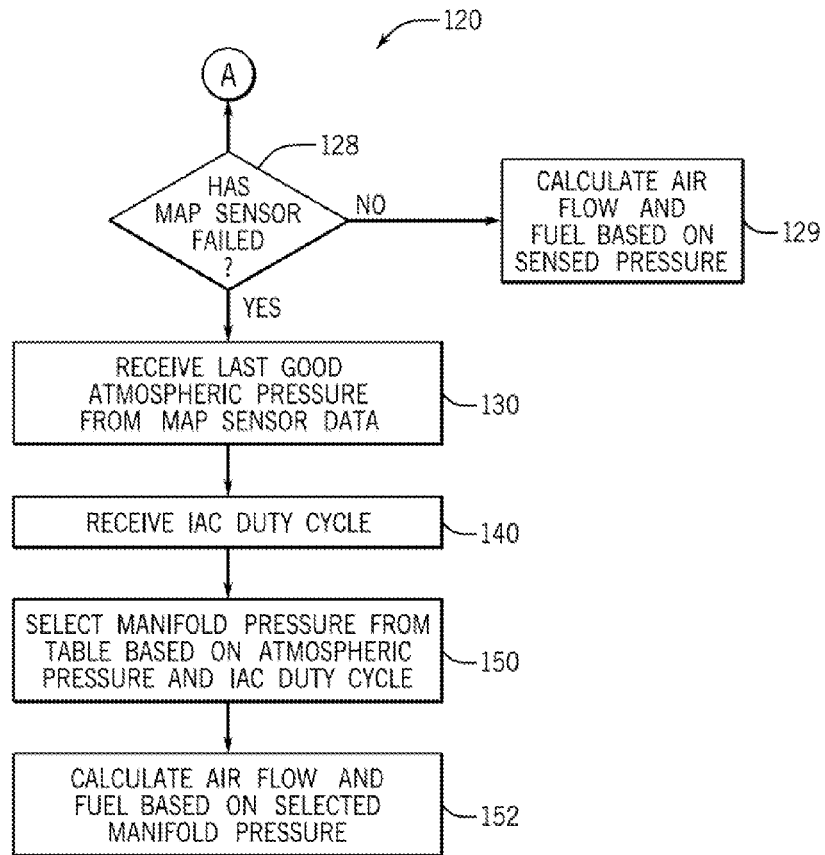 120
A
128
HAS
MAP SENSOR
FAILED
?
NO
CALCULATE AIR
FLOW AND
FUEL BASED ON
SENSED PRESSURE
129
YES
RECEIVE LAST GOOD
ATMOSPHERIC PRESSURE
FROM MAP SENSOR DATA
130
RECEIVE IAC DUTY CYCLE
140
SELECT MANIFOLD PRESSURE FROM
TABLE BASED ON ATMOSPHERIC
PRESSURE AND IAC DUTY CYCLE
150
CALCULATE AIR FLOW AND
FUEL BASED ON SELECTED
MANIFOLD PRESSURE
152